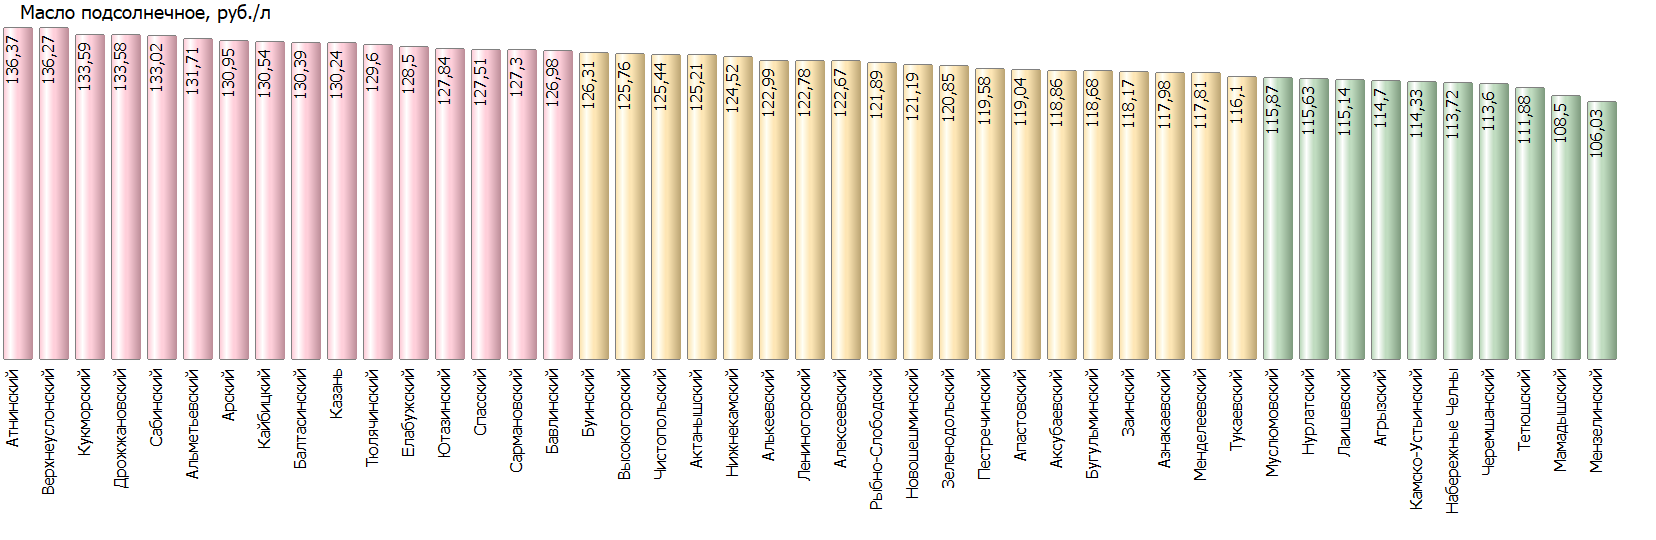 Масло подсолнечное, руб./л
136,37
136,27
133,59
133,58
133,02
131,71
130,95
130,54
130,39
130,24
129,6
128,5
127,84
127,51
127,3
126,98
126,31
125,76
125,44
125,21
124,52
122,99
122,78
122,67
121,89
121,19
120,85
119,58
119,04
118,86
118,68
118,17
117,98
117,81
116,1
115,87
115,63
115,14
114,7
114,33
113,72
113,6
111,88
108,5
106,03
Атнинский
Верхнеуслонский
Кукморский
Дрожжановский
Сабинский
Альметьевский
Арский
Кайбицкий
Балтасинский
Казань
Тюлячинский
Елабужский
Ютазинский
Спасский
Сармановский
Бавлинский
Буинский
Высокогорский
Чистопольский
Актанышский
Нижнекамский
Алькеевский
Лениногорский
Алексеевский
Рыбно-Слободский
Новошешминский
Зеленодольский
Пестречинский
Апастовский
Аксубаевский
Бугульминский
Заинский
Азнакаевский
Менделеевский
Тукаевский
Муслюмовский
Нурлатский
Лаишевский
Агрызский
Камско-Устьинский
Набережные Челны
Черемшанский
Тетюшский
Мамадышский
Мензелинский